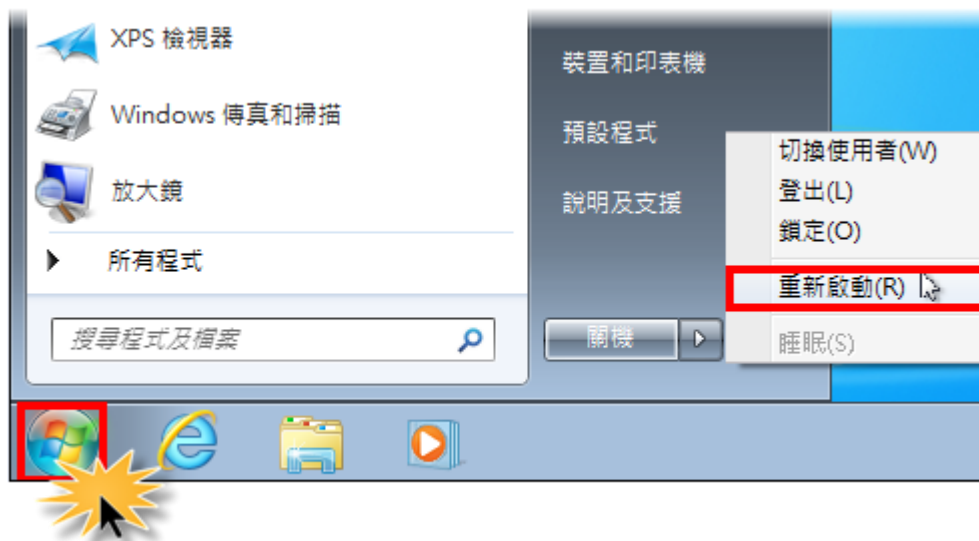 XPS 檢視器
Windows 傳真和掃描
放大鏡
所有程式
搜尋程式及檔案
裝置和印表機
預設程式
說明及支援
關機
切換使用者(W)
登出(L)
鎖定(O)
重新啟動(R)
睡眠(S)